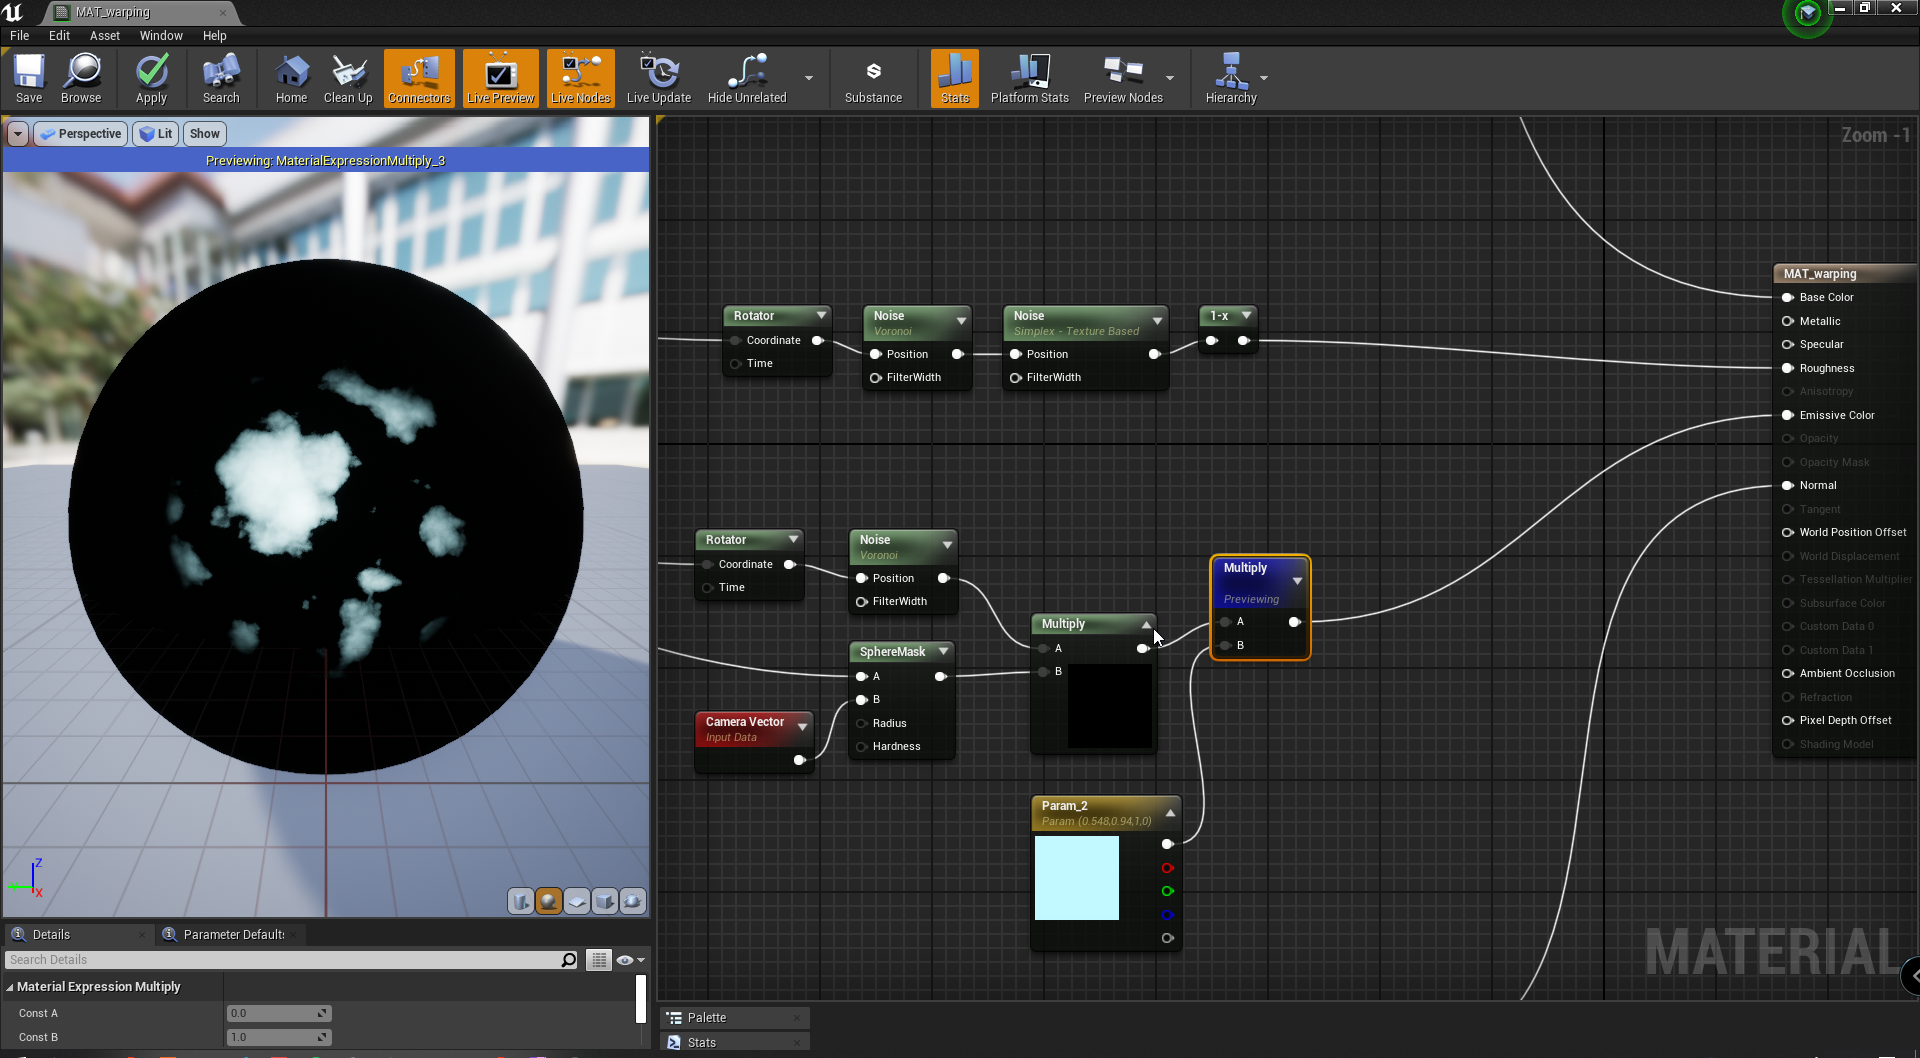 MAT_warping
File Edit Asset Window Help
Save Browse Apply Search Home Clean Up Connectors Live Preview Live Nodes Live Update Hide Unrelated Substance Stats Platform Stats Preview Nodes Hierarchy
Perspective Lit Show
Previewing: MaterialExpressionMultiply_3
Zoom -1
MAT_warping
Base Color
Metallic
Specular
Roughness
Anisotropy
Emissive Color
Opacity
Opacity Mask
Normal
Tangent
World Position Offset
World Displacement
Tessellation Multiplier
Subsurface Color
Custom Data 0
Custom Data 1
Ambient Occlusion
Refraction
Pixel Depth Offset
Shading Model
Rotator
Coordinate
Time
Noise
Voronoi
Position
FilterWidth
Noise
Simplex - Texture Based
Position
FilterWidth
1-x
Rotator
Coordinate
Time
Noise
Voronoi
Position
FilterWidth
SphereMask
A
B
Radius
Hardness
Camera Vector
Input Data
Multiply
A
B
Multiply
Previewing
A
B
Param_2
Param (0.548,0.94,1,0)
MATERIAL
Z
X
Details
Parameter Defaults
Search Details
Material Expression Multiply
Const A 0.0
Const B 1.0
Palette
Stats